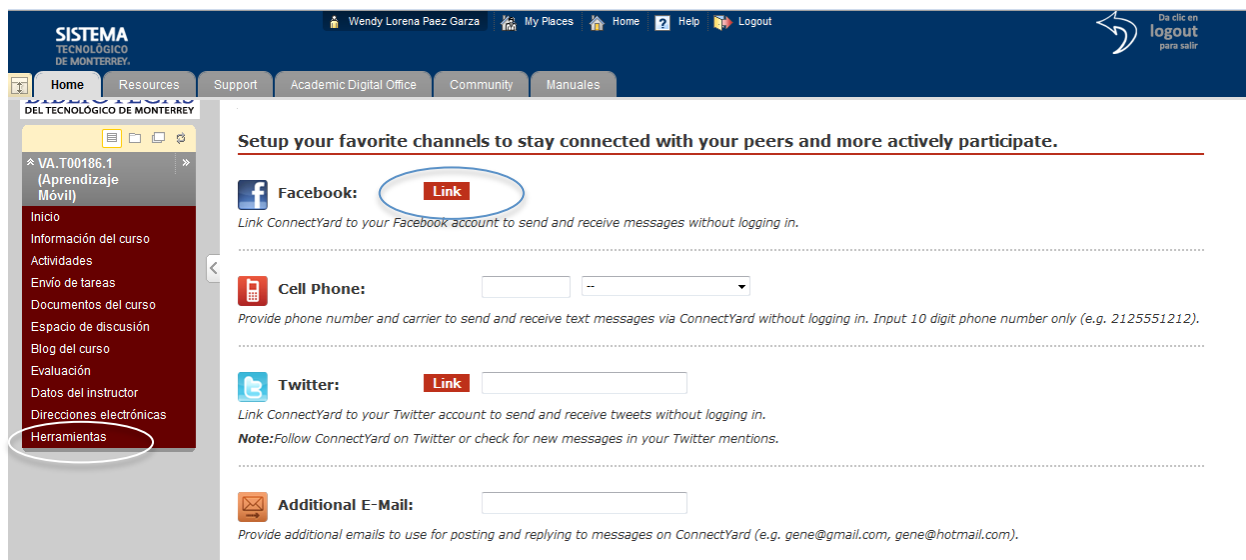 SISTEMA
TECNOLÓGICO
DE MONTERREY®
Wendy Lorena Paez Garza My Places Home ? Help Logout
Da clic en
logout
para salir
Home Resources Support Academic Digital Office Community Manuales
BIBLIOTECAS
DEL TECNOLÓGICO DE MONTERREY
VA.T00186.1
(Aprendizaje
Móvil)
Inicio
Información del curso
Actividades
Envío de tareas
Documentos del curso
Espacio de discusión
Blog del curso
Evaluación
Datos del instructor
Direcciones electrónicas
Herramientas
Setup your favorite channels to stay connected with your peers and more actively participate.
Facebook: Link
Link ConnectYard to your Facebook account to send and receive messages without logging in.
Cell Phone: --
Provide phone number and carrier to send and receive text messages via ConnectYard without logging in. Input 10 digit phone number only (e.g. 2125551212).
Twitter: Link
Link ConnectYard to your Twitter account to send and receive tweets without logging in.
Note:Follow ConnectYard on Twitter or check for new messages in your Twitter mentions.
Additional E-Mail:
Provide additional emails to use for posting and replying to messages on ConnectYard (e.g. gene@gmail.com, gene@hotmail.com).